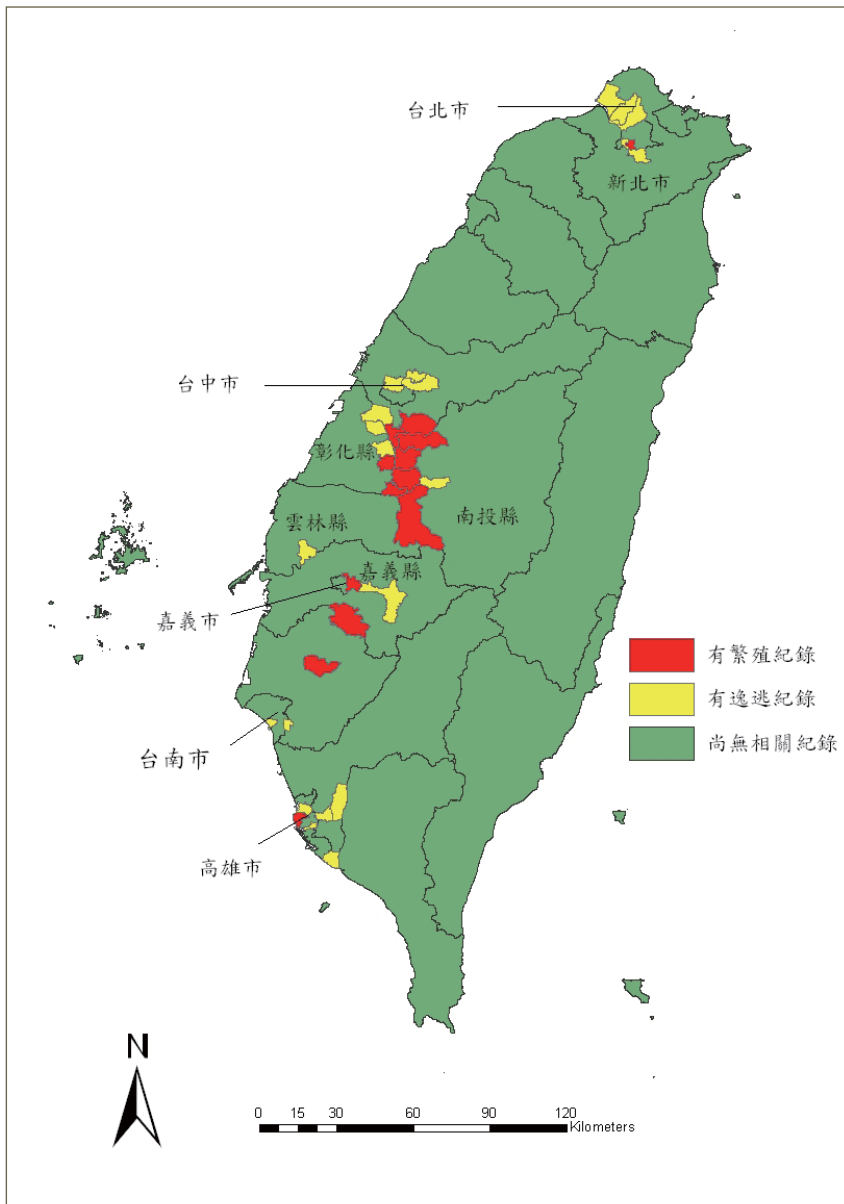 台北市
新北市
台中市
彰化縣
南投縣
雲林縣
嘉義縣
嘉義市
台南市
高雄市
有繁殖紀錄
有逸逃紀錄
尚無相關紀錄
N
0 15 30 60 90 120
Kilometers